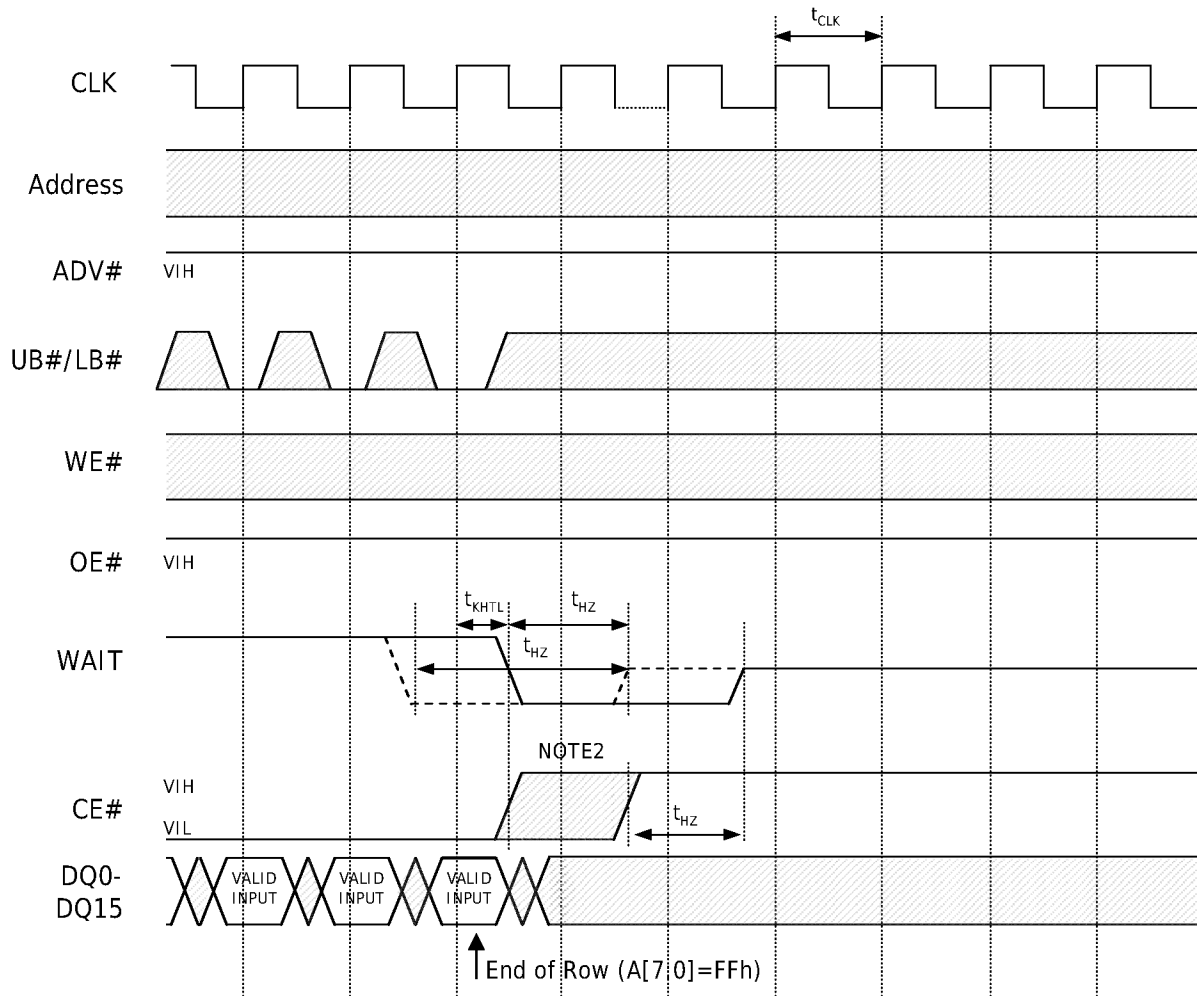 tCLK
CLK
Address
ADV#
VIH
UB#/LB#
WE#
OE#
VIH
tKHTL
tHZ
WAIT
tHZ
NOTE2
VIH
CE#
VIL
tHZ
DQ0-
DQ15
VALID
INPUT
VALID
INPUT
VALID
INPUT
End of Row (A[7:0]=FFh)